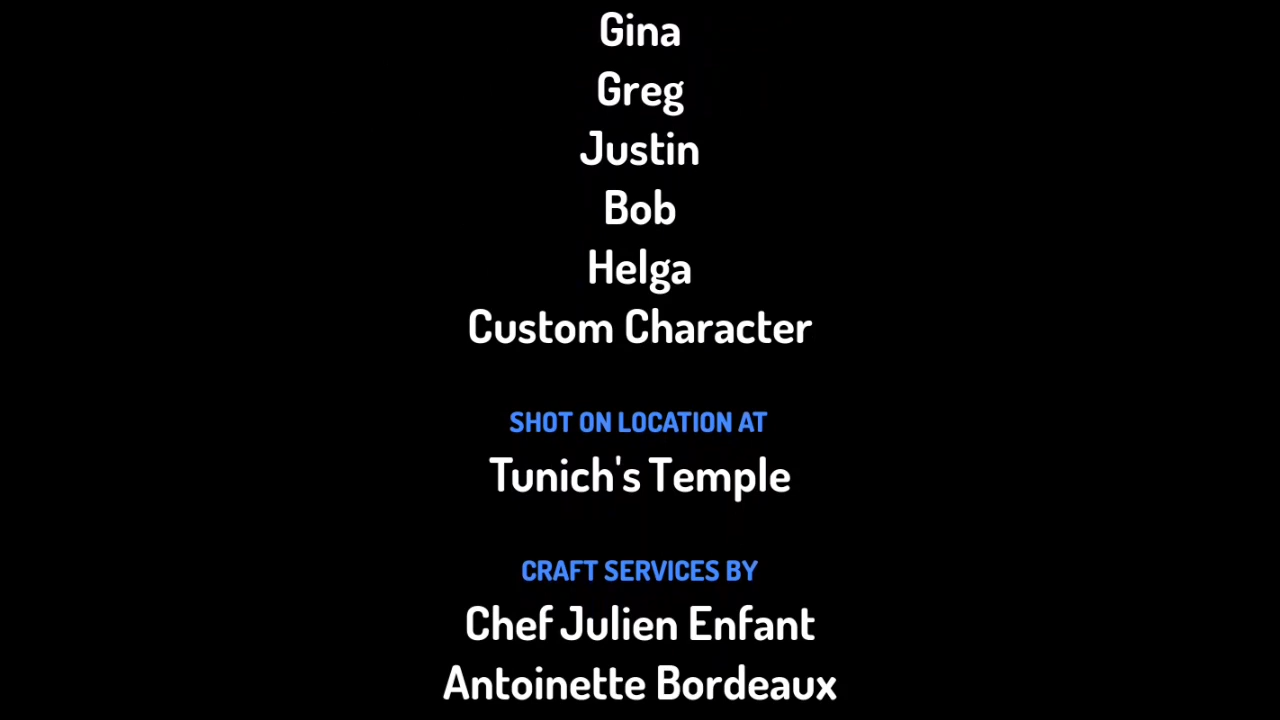 Gina
Greg
Justin
Bob
Helga
Custom Character
SHOT ON LOCATION AT
Tunich's Temple
CRAFT SERVICES BY
Chef Julien Enfant
Antoinette Bordeaux